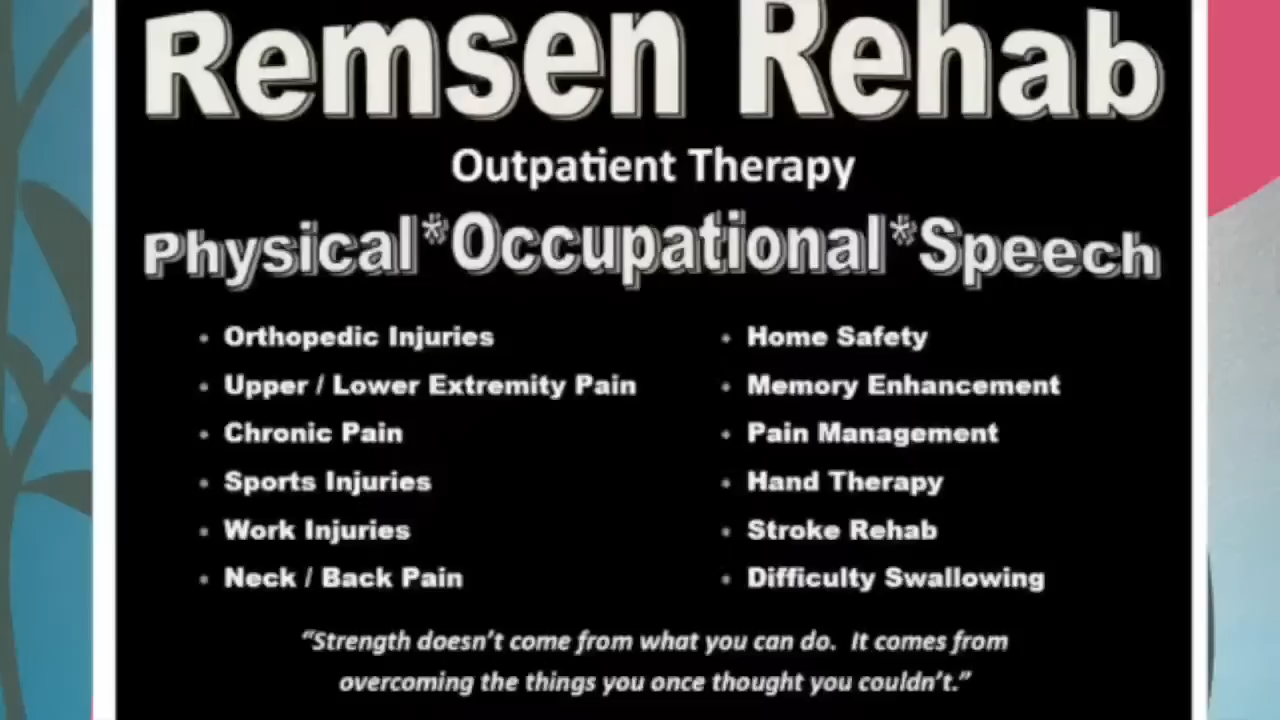 Remsen Rehab
Outpatient Therapy
Physical*Occupational*Speech
• Orthopedic Injuries
• Upper / Lower Extremity Pain
• Chronic Pain
• Sports Injuries
• Work Injuries
• Neck / Back Pain
• Home Safety
• Memory Enhancement
• Pain Management
• Hand Therapy
• Stroke Rehab
• Difficulty Swallowing
“Strength doesn’t come from what you can do. It comes from
overcoming the things you once thought you couldn’t.”